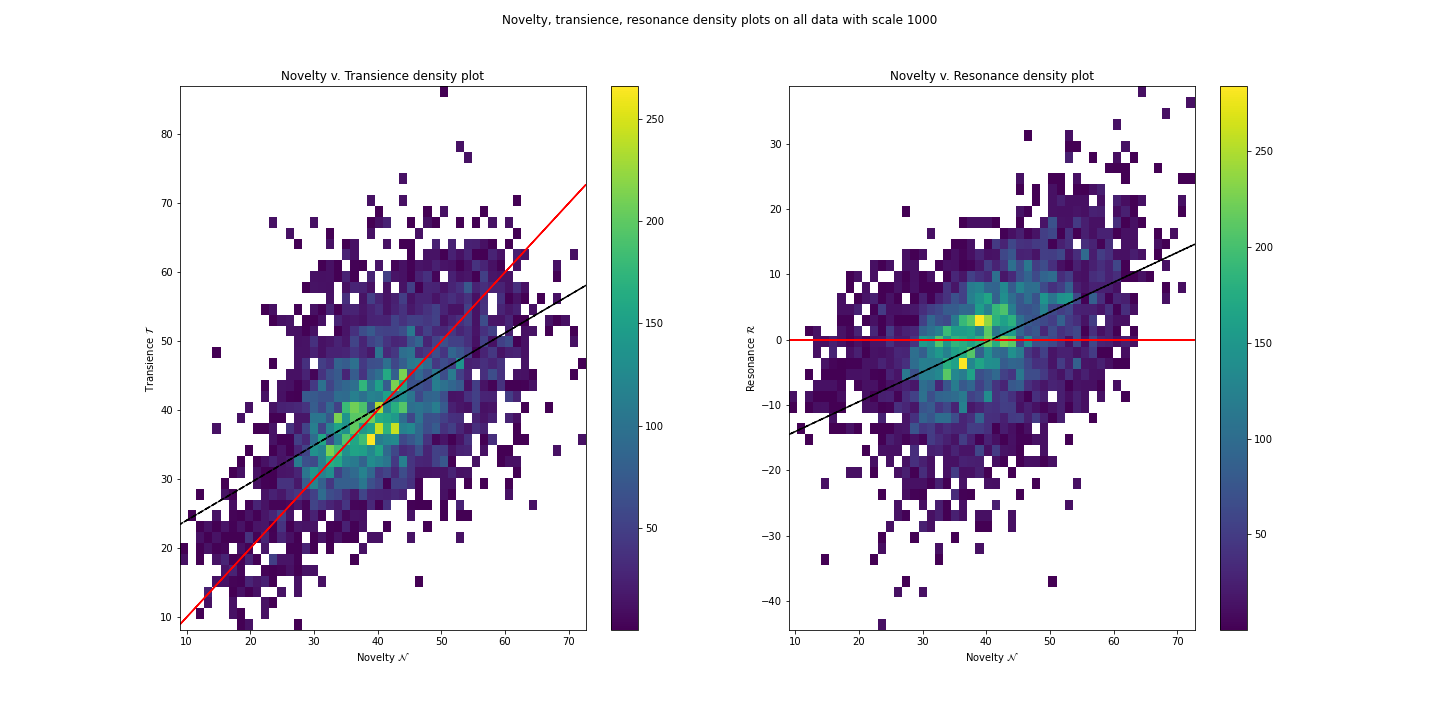 Novelty, transience, resonance density plots on all data with scale 1000
Novelty v. Transience density plot
80
70
60
50
40
30
20
10
Transience 𝒯
10 20 30 40 50 60 70
Novelty 𝒩
250
200
150
100
50
Novelty v. Resonance density plot
30
20
10
0
−10
−20
−30
−40
Resonance ℛ
10 20 30 40 50 60 70
Novelty 𝒩
250
200
150
100
50